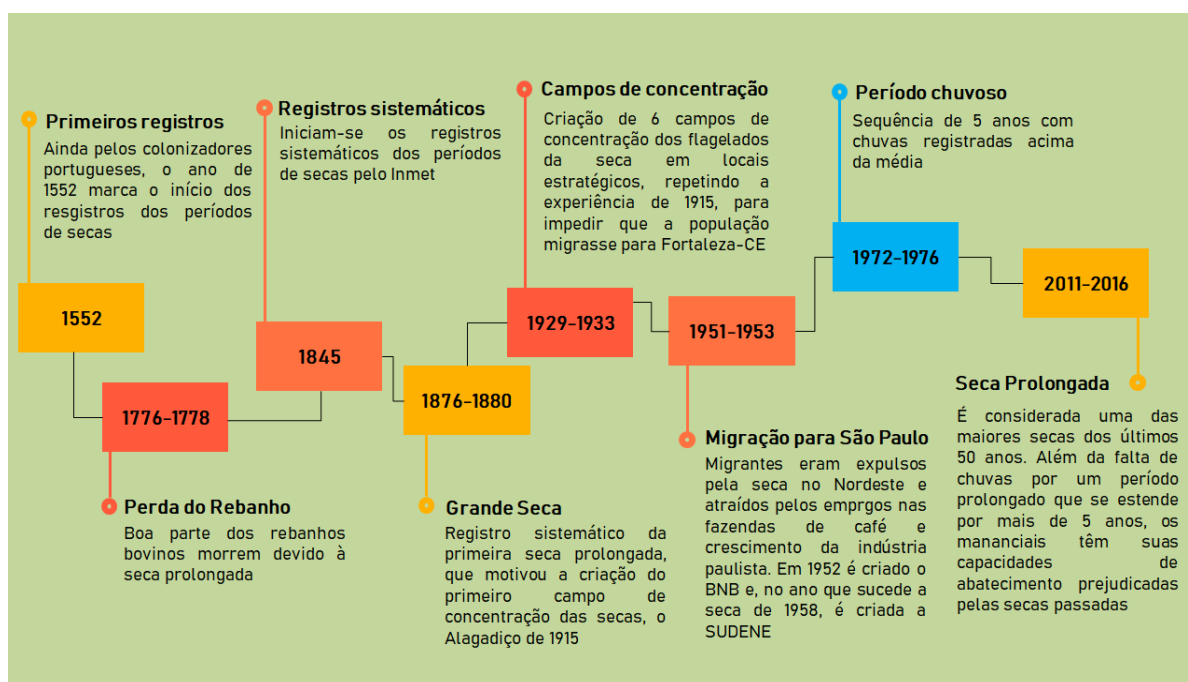 Primeiros registros
Ainda pelos colonizadores
portugueses, o ano de
1552 marca o início dos
resgistros dos períodos
de secas
1552
1776-1778
Perda do Rebanho
Boa parte dos rebanhos
bovinos morrem devido à
seca prolongada
Registros sistemáticos
Iniciam-se os registros
sistemáticos dos períodos
de secas pelo Inmet
1845
1876-1880
Grande Seca
Registro sistemático da
primeira seca prolongada,
que motivou a criação do
primeiro campo de
concentração das secas, o
Alagadiço de 1915
Campos de concentração
Criação de 6 campos de
concentração dos flagelados
da seca em locais
estratégicos, repetindo a
experiência de 1915, para
impedir que a população
migrasse para Fortaleza-CE
1929-1933
1951-1953
Migração para São Paulo
Migrantes eram expulsos
pela seca no Nordeste e
atraídos pelos emprgos nas
fazendas de café e
crescimento da indústria
paulista. Em 1952 é criado o
BNB e, no ano que sucede a
seca de 1958, é criada a
SUDENE
Período chuvoso
Sequência de 5 anos com
chuvas registradas acima
da média
1972-1976
2011-2016
Seca Prolongada
É considerada uma das
maiores secas dos últimos
50 anos. Além da falta de
chuvas por um período
prolongado que se estende
por mais de 5 anos, os
mananciais têm suas
capacidades de
abatecimento prejudicadas
pelas secas passadas